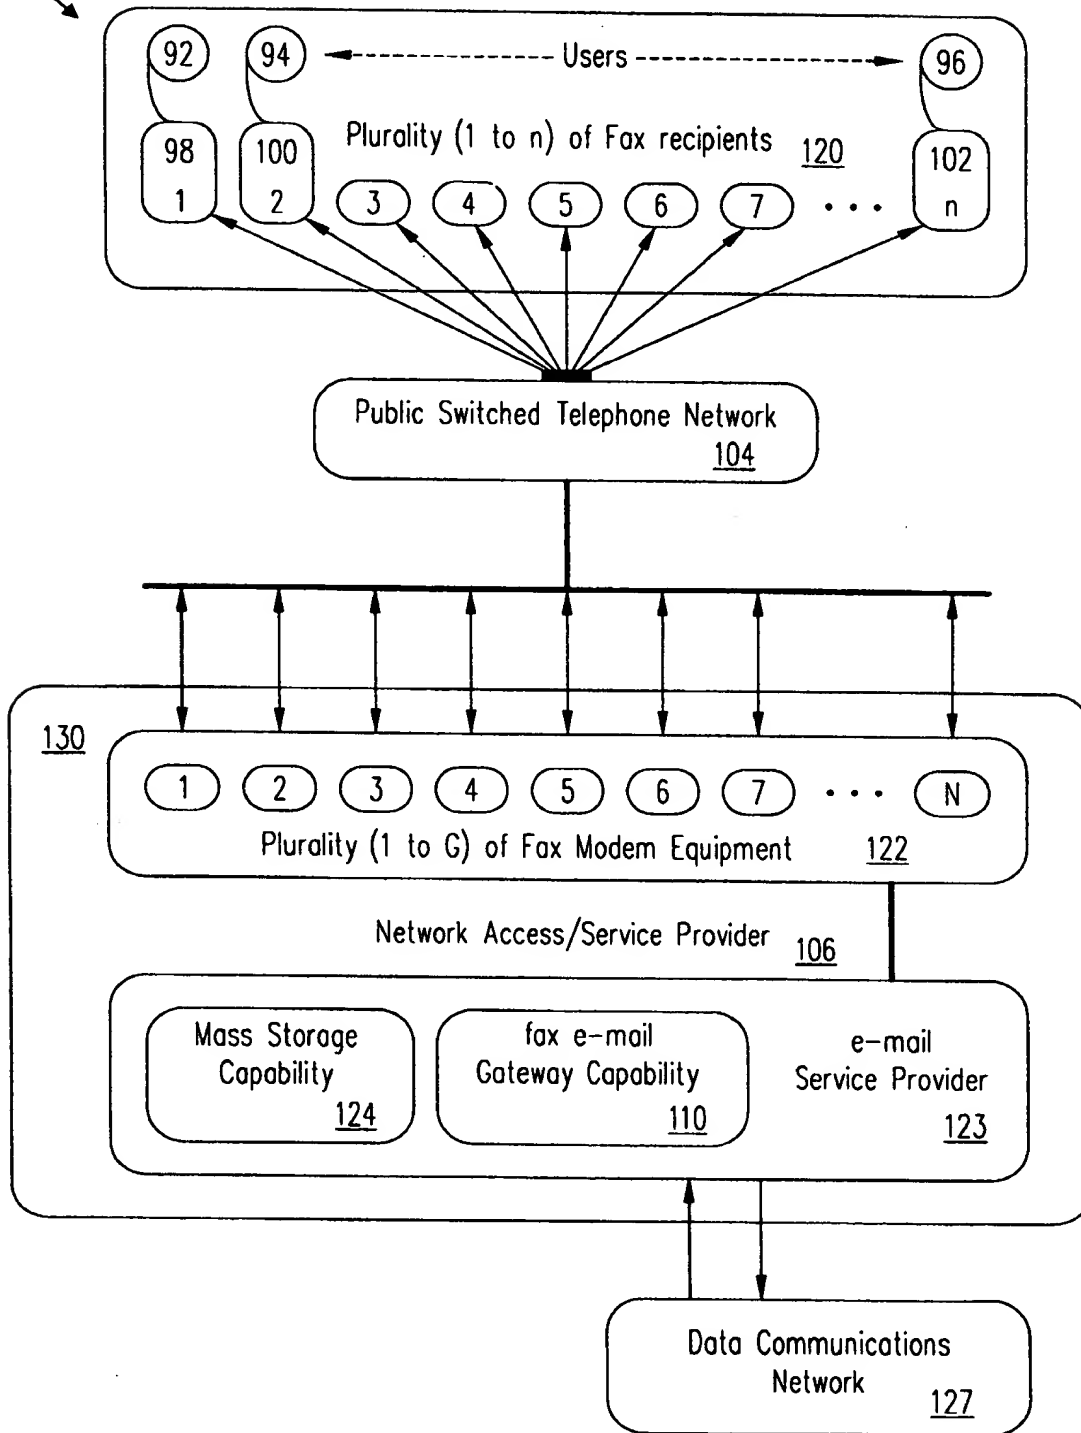 92 94 Users 96
Plurality (1 to n) of Fax recipients 120
98 100 102
1 2 3 4 5 6 7 . . . n
Public Switched Telephone Network
104
130
1 2 3 4 5 6 7 . . . N
Plurality (1 to G) of Fax Modem Equipment 122
Network Access/Service Provider 106
Mass Storage
Capability
124
fax e-mail
Gateway Capability
110
e-mail
Service Provider
123
Data Communications
Network
127